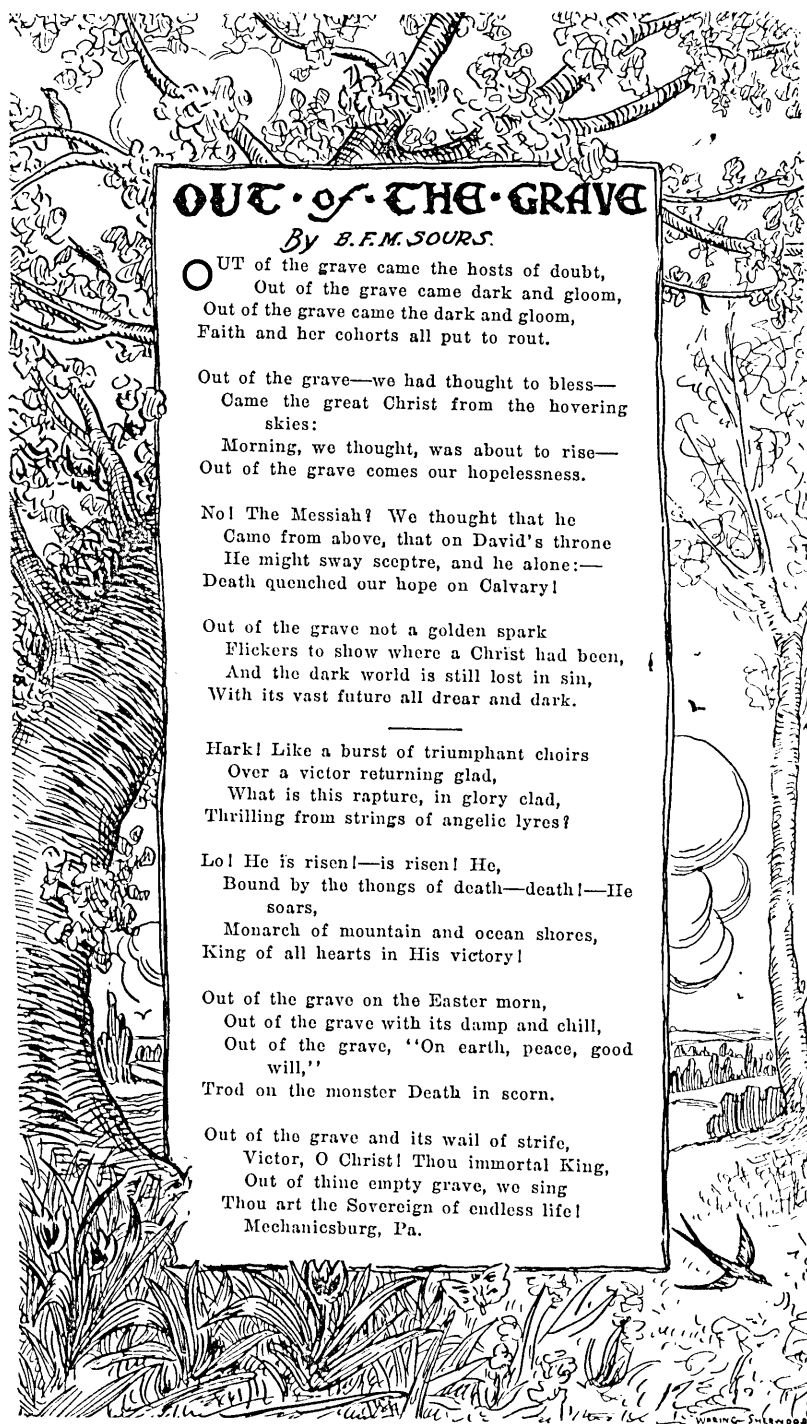 OUT · of · THE · GRAVE
By B.F.M. SOURS.
OUT of the grave came the hosts of doubt,
Out of the grave came dark and gloom,
Out of the grave came the dark and gloom,
Faith and her cohorts all put to rout.
Out of the grave—we had thought to bless—
Came the great Christ from the hovering
skies:
Morning, we thought, was about to rise—
Out of the grave comes our hopelessness.
No! The Messiah? We thought that he
Came from above, that on David's throne
He might sway sceptre, and he alone:—
Death quenched our hope on Calvary!
Out of the grave not a golden spark
Flickers to show where a Christ had been,
And the dark world is still lost in sin,
With its vast future all drear and dark.
Hark! Like a burst of triumphant choirs
Over a victor returning glad,
What is this rapture, in glory clad,
Thrilling from strings of angelic lyres?
Lo! He is risen!—is risen! He,
Bound by the thongs of death—death!—He
soars,
Monarch of mountain and ocean shores,
King of all hearts in His victory!
Out of the grave on the Easter morn,
Out of the grave with its damp and chill,
Out of the grave, "On earth, peace, good
will,"
Trod on the monster Death in scorn.
Out of the grave and its wail of strife,
Victor, O Christ! Thou immortal King,
Out of thine empty grave, we sing
Thou art the Sovereign of endless life!
Mechanicsburg, Pa.